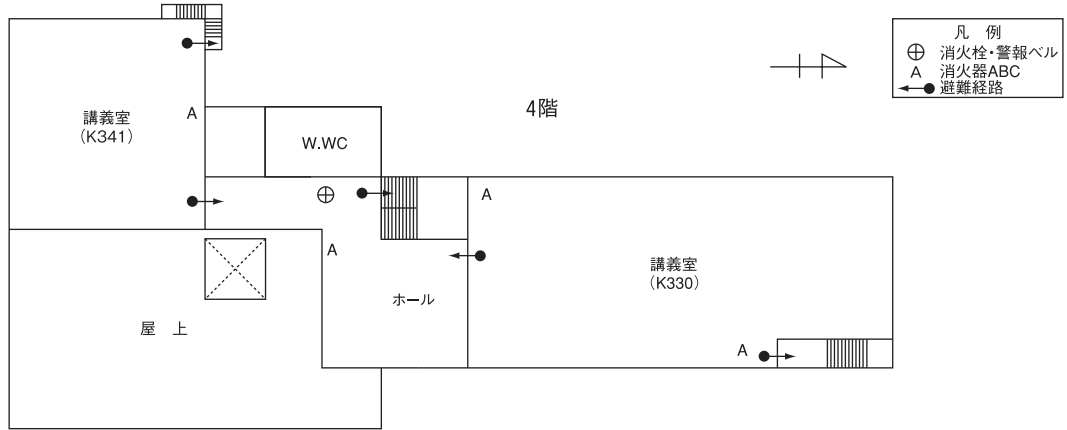 凡 例
消火栓・警報ベル
A 消火器ABC
避難経路
4階
講義室
(K341)
A
W.WC
A
A
講義室
(K330)
ホール
屋 上
A